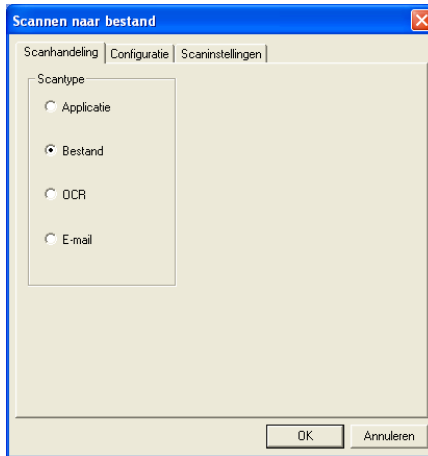 Scannen naar bestand
Scanhandeling Configuratie Scaninstellingen
Scantype
Applicatie
Bestand
OCR
E-mail
OK Annuleren